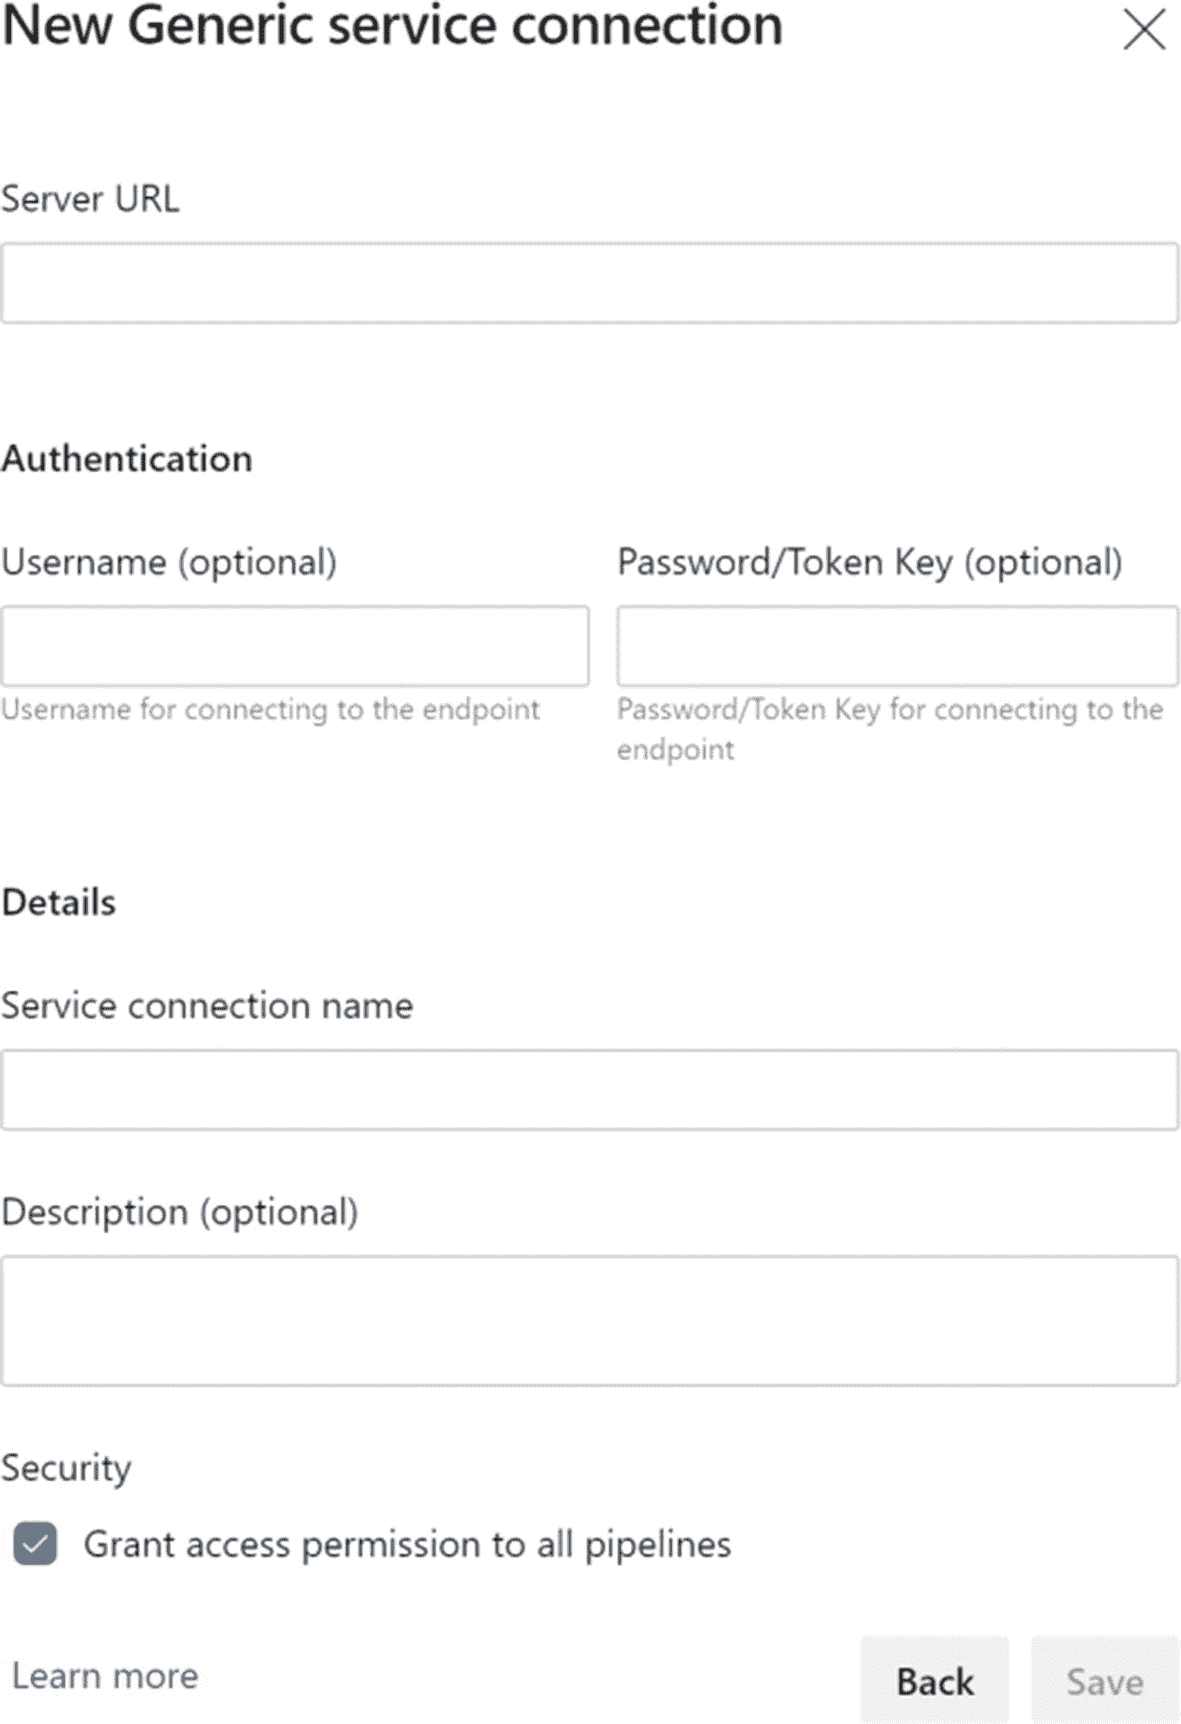 New Generic service connection
Server URL
Authentication
Username (optional)
Password/Token Key (optional)
Username for connecting to the endpoint
Password/Token Key for connecting to the
endpoint
Details
Service connection name
Description (optional)
Security
Grant access permission to all pipelines
Learn more
Back
Save